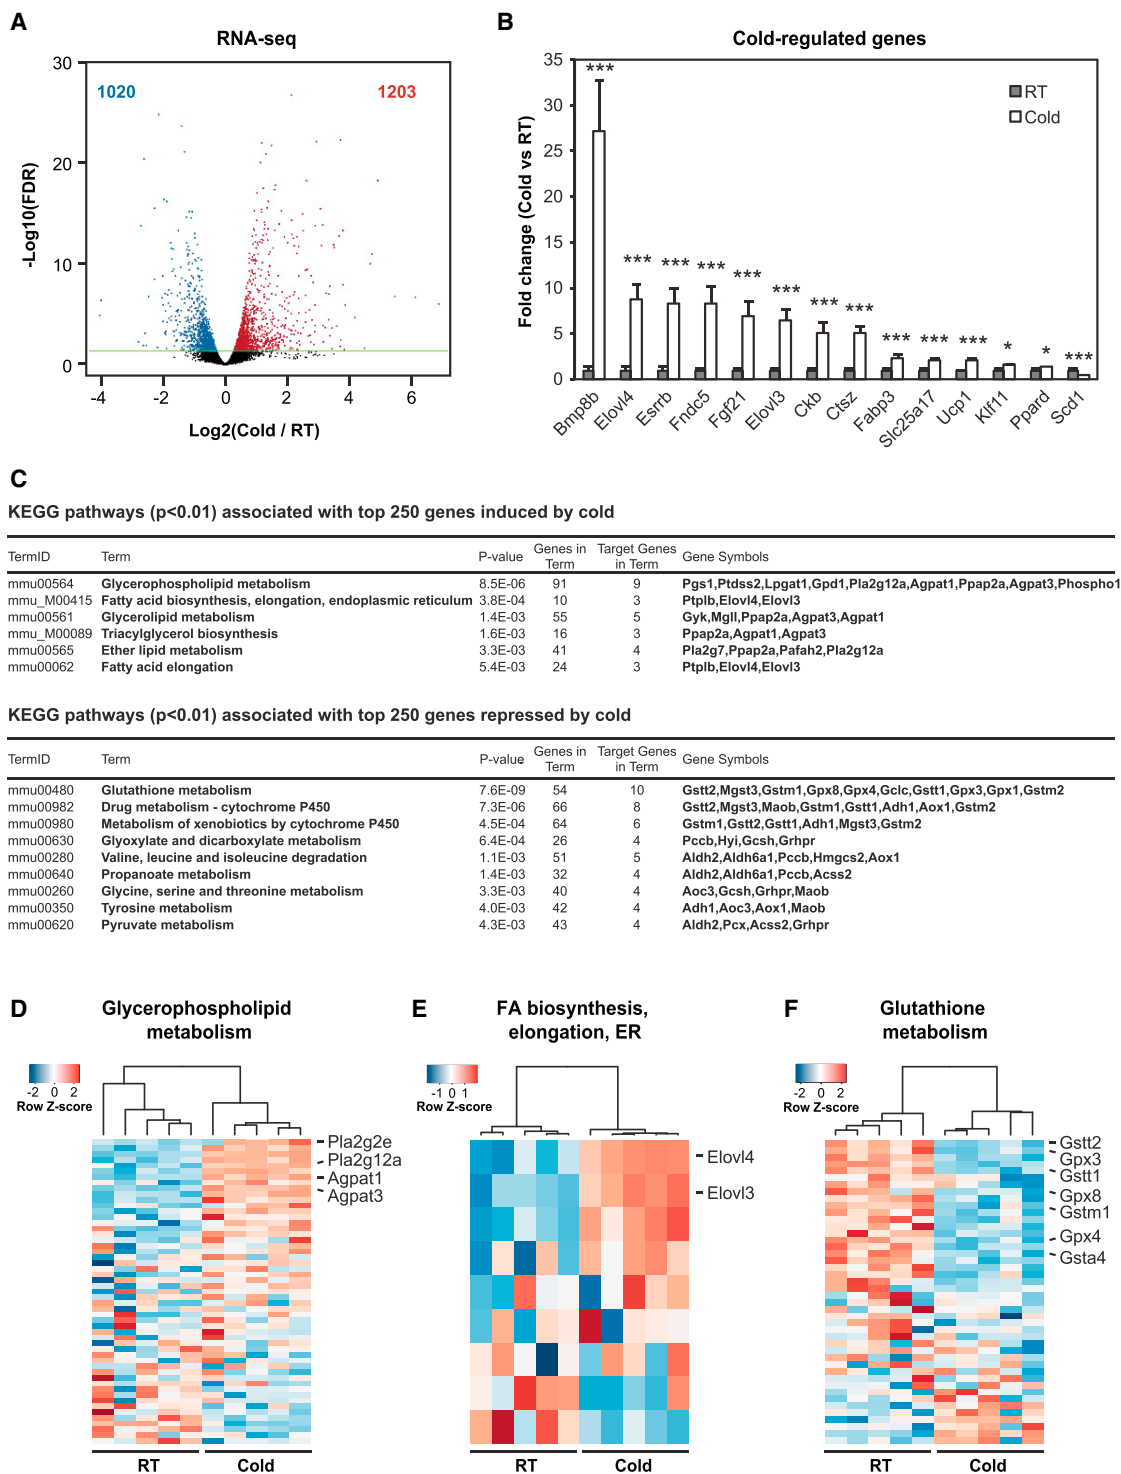 A
RNA-seq
30
20
10
0
-Log10(FDR)
1020
1203
-4 -2 0 2 4 6
Log2(Cold / RT)
B
Cold-regulated genes
35
30
25
20
15
10
5
0
Fold change (Cold vs RT)
RT
Cold
*** *** *** *** *** *** *** *** *** *** *** * * ***
Bmp8b Elovl4 Esrrb Fndc5 Fgf21 Elovl3 Ckb Ctsz Fabp3 Slc25a17 Ucp1 Klf11 Ppard Scd1
C
KEGG pathways (p<0.01) associated with top 250 genes induced by cold
TermID Term P-value Genes in Term Target Genes in Term Gene Symbols
mmu00564 Glycerophospholipid metabolism 8.5E-06 91 9 Pgs1,Ptdss2,Lpgat1,Gpd1,Pla2g12a,Agpat1,Ppap2a,Agpat3,Phospho1
mmu_M00415 Fatty acid biosynthesis, elongation, endoplasmic reticulum 3.8E-04 10 3 Ptplb,Elovl4,Elovl3
mmu00561 Glycerolipid metabolism 1.4E-03 55 5 Gyk,Mgll,Ppap2a,Agpat3,Agpat1
mmu_M00089 Triacylglycerol biosynthesis 1.6E-03 16 3 Ppap2a,Agpat1,Agpat3
mmu00565 Ether lipid metabolism 3.3E-03 41 4 Pla2g7,Ppap2a,Pafah2,Pla2g12a
mmu00062 Fatty acid elongation 5.4E-03 24 3 Ptplb,Elovl4,Elovl3
KEGG pathways (p<0.01) associated with top 250 genes repressed by cold
TermID Term P-value Genes in Term Target Genes in Term Gene Symbols
mmu00480 Glutathione metabolism 7.6E-09 54 10 Gstt2,Mgst3,Gstm1,Gpx8,Gpx4,Gclc,Gstt1,Gpx3,Gpx1,Gstm2
mmu00982 Drug metabolism - cytochrome P450 7.3E-06 66 8 Gstt2,Mgst3,Maob,Gstm1,Gstt1,Adh1,Aox1,Gstm2
mmu00980 Metabolism of xenobiotics by cytochrome P450 4.5E-04 64 6 Gstm1,Gstt2,Gstt1,Adh1,Mgst3,Gstm2
mmu00630 Glyoxylate and dicarboxylate metabolism 6.4E-04 26 4 Pccb,Hyi,Gcsh,Grhpr
mmu00280 Valine, leucine and isoleucine degradation 1.1E-03 51 5 Aldh2,Aldh6a1,Pccb,Hmgcs2,Aox1
mmu00640 Propanoate metabolism 1.4E-03 32 4 Aldh2,Aldh6a1,Pccb,Acss2
mmu00260 Glycine, serine and threonine metabolism 3.3E-03 40 4 Aoc3,Gcsh,Grhpr,Maob
mmu00350 Tyrosine metabolism 4.0E-03 42 4 Adh1,Aoc3,Aox1,Maob
mmu00620 Pyruvate metabolism 4.3E-03 43 4 Aldh2,Pcx,Acss2,Grhpr
D
Glycerophospholipid
metabolism
-2 0 2
Row Z-score
Pla2g2e
Pla2g12a
Agpat1
Agpat3
RT Cold
E
FA biosynthesis,
elongation, ER
-1 0 1
Row Z-score
Elovl4
Elovl3
RT Cold
F
Glutathione
metabolism
-2 0 2
Row Z-score
Gstt2
Gpx3
Gstt1
Gpx8
Gstm1
Gpx4
Gsta4
RT Cold